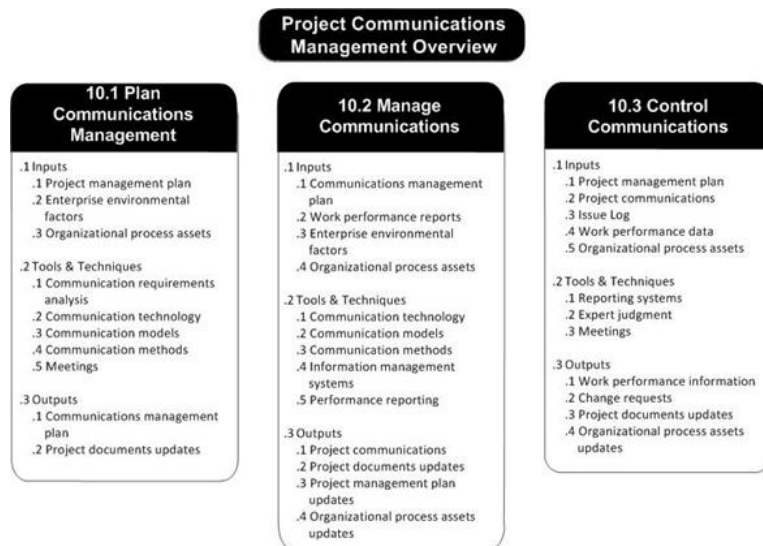 Project Communications
Management Overview
10.1 Plan
Communications
Management
.1 Inputs
.1 Project management plan
.2 Enterprise environmental
factors
.3 Organizational process assets
.2 Tools & Techniques
.1 Communication requirements
analysis
.2 Communication technology
.3 Communication models
.4 Communication methods
.5 Meetings
.3 Outputs
.1 Communications management
plan
.2 Project documents updates
10.2 Manage
Communications
.1 Inputs
.1 Communications management
plan
.2 Work performance reports
.3 Enterprise environmental
factors
.4 Organizational process assets
.2 Tools & Techniques
.1 Communication technology
.2 Communication models
.3 Communication methods
.4 Information management
systems
.5 Performance reporting
.3 Outputs
.1 Project communications
.2 Project documents updates
.3 Project management plan
updates
.4 Organizational process assets
updates
10.3 Control
Communications
.1 Inputs
.1 Project management plan
.2 Project communications
.3 Issue Log
.4 Work performance data
.5 Organizational process assets
.2 Tools & Techniques
.1 Reporting systems
.2 Expert judgment
.3 Meetings
.3 Outputs
.1 Work performance information
.2 Change requests
.3 Project documents updates
.4 Organizational process assets
updates